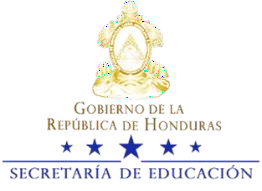 GOBIERNO DE LA
REPÚBLICA DE HONDURAS
SECRETARÍA DE EDUCACIÓN